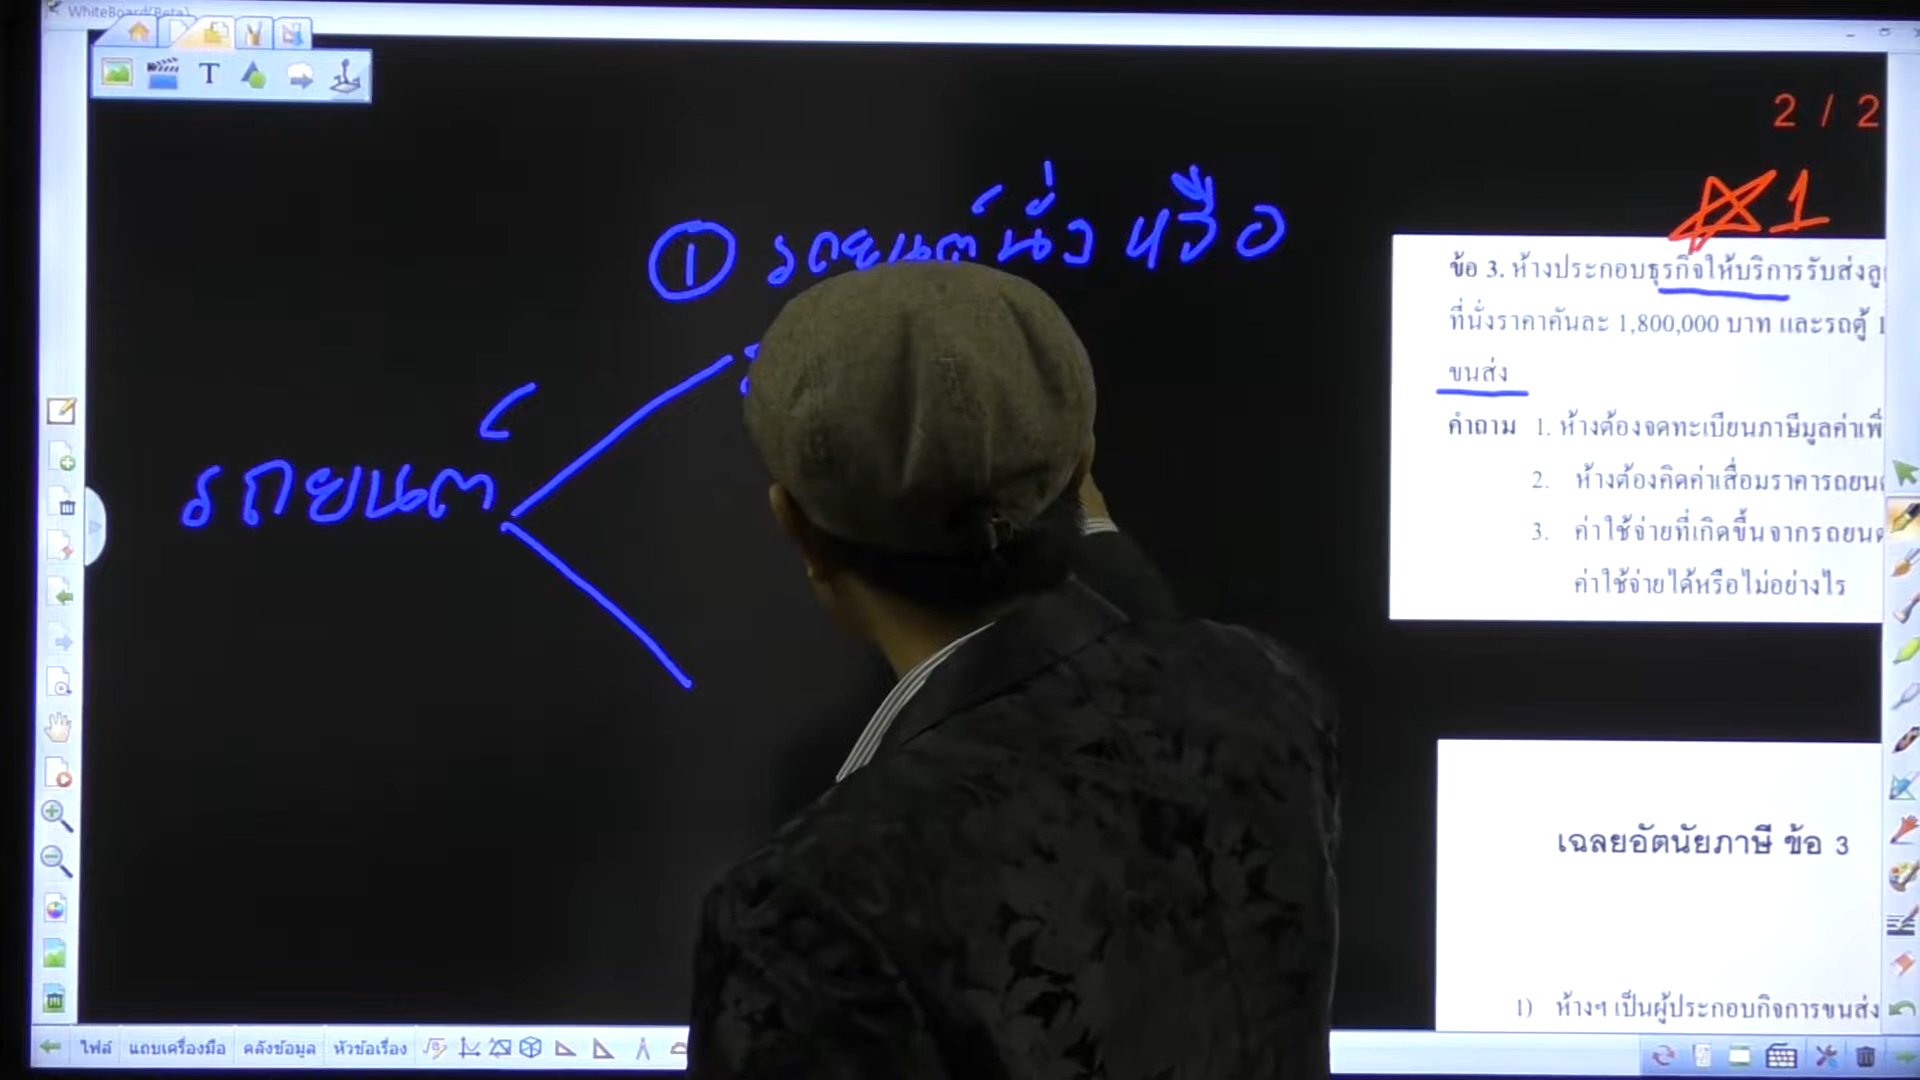 WhiteBoard(Beta)
2 / 2
1
① รถยนต์นั่ง หรือ
รถยนต์
ข้อ 3. ห้างประกอบธุรกิจให้บริการรับส่ง
ที่นั่งราคาคันละ 1,800,000 บาท และรถตู้ 1
ขนส่ง
คำถาม 1. ห้างต้องจดทะเบียนภาษีมูลค่าเพิ่
2. ห้างต้องคิดค่าเสื่อมราคารถยน
3. ค่าใช้จ่ายที่เกิดขึ้นจากรถยน
ค่าใช้จ่ายได้หรือไม่อย่างไร
เฉลยอัตนัยภาษี ข้อ 3
1) ห้างฯ เป็นผู้ประกอบกิจการขนส่ง
ไฟล์ แถบเครื่องมือ คลังข้อมูล หัวข้อเรื่อง